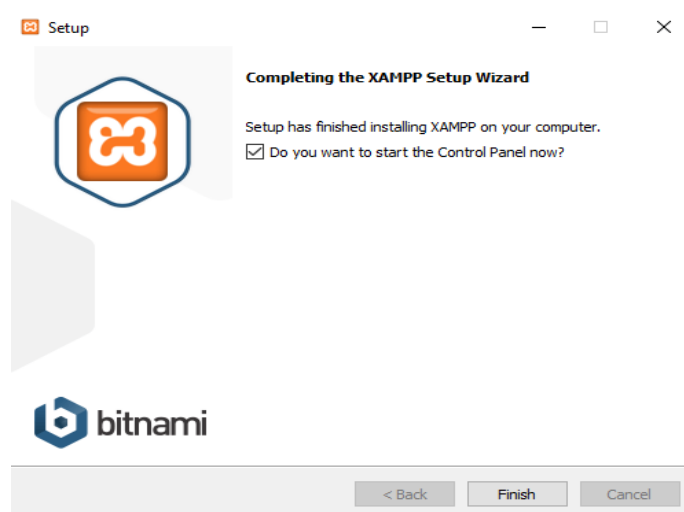 Setup
Completing the XAMPP Setup Wizard
Setup has finished installing XAMPP on your computer.
Do you want to start the Control Panel now?
bitnami
< Back
Finish
Cancel